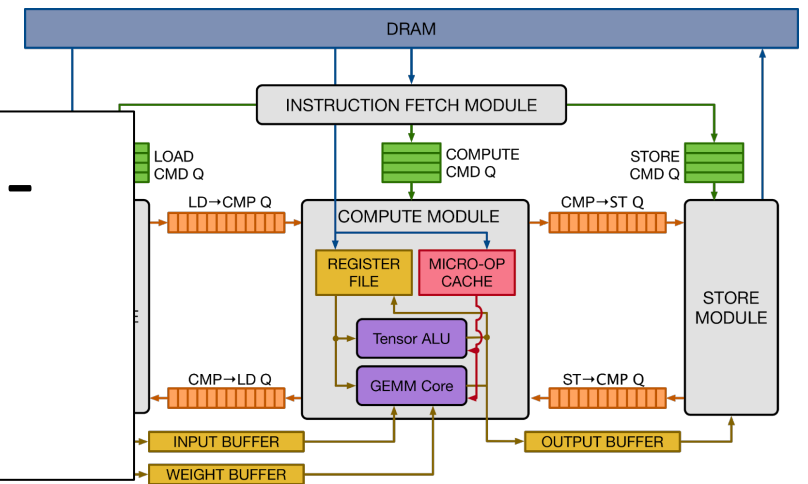 DRAM
INSTRUCTION FETCH MODULE
LOAD
CMD Q
COMPUTE
CMD Q
STORE
CMD Q
LD→CMP Q
COMPUTE MODULE
CMP→ST Q
REGISTER
FILE
MICRO-OP
CACHE
STORE
MODULE
Tensor ALU
CMP→LD Q
GEMM Core
ST→CMP Q
INPUT BUFFER
OUTPUT BUFFER
WEIGHT BUFFER